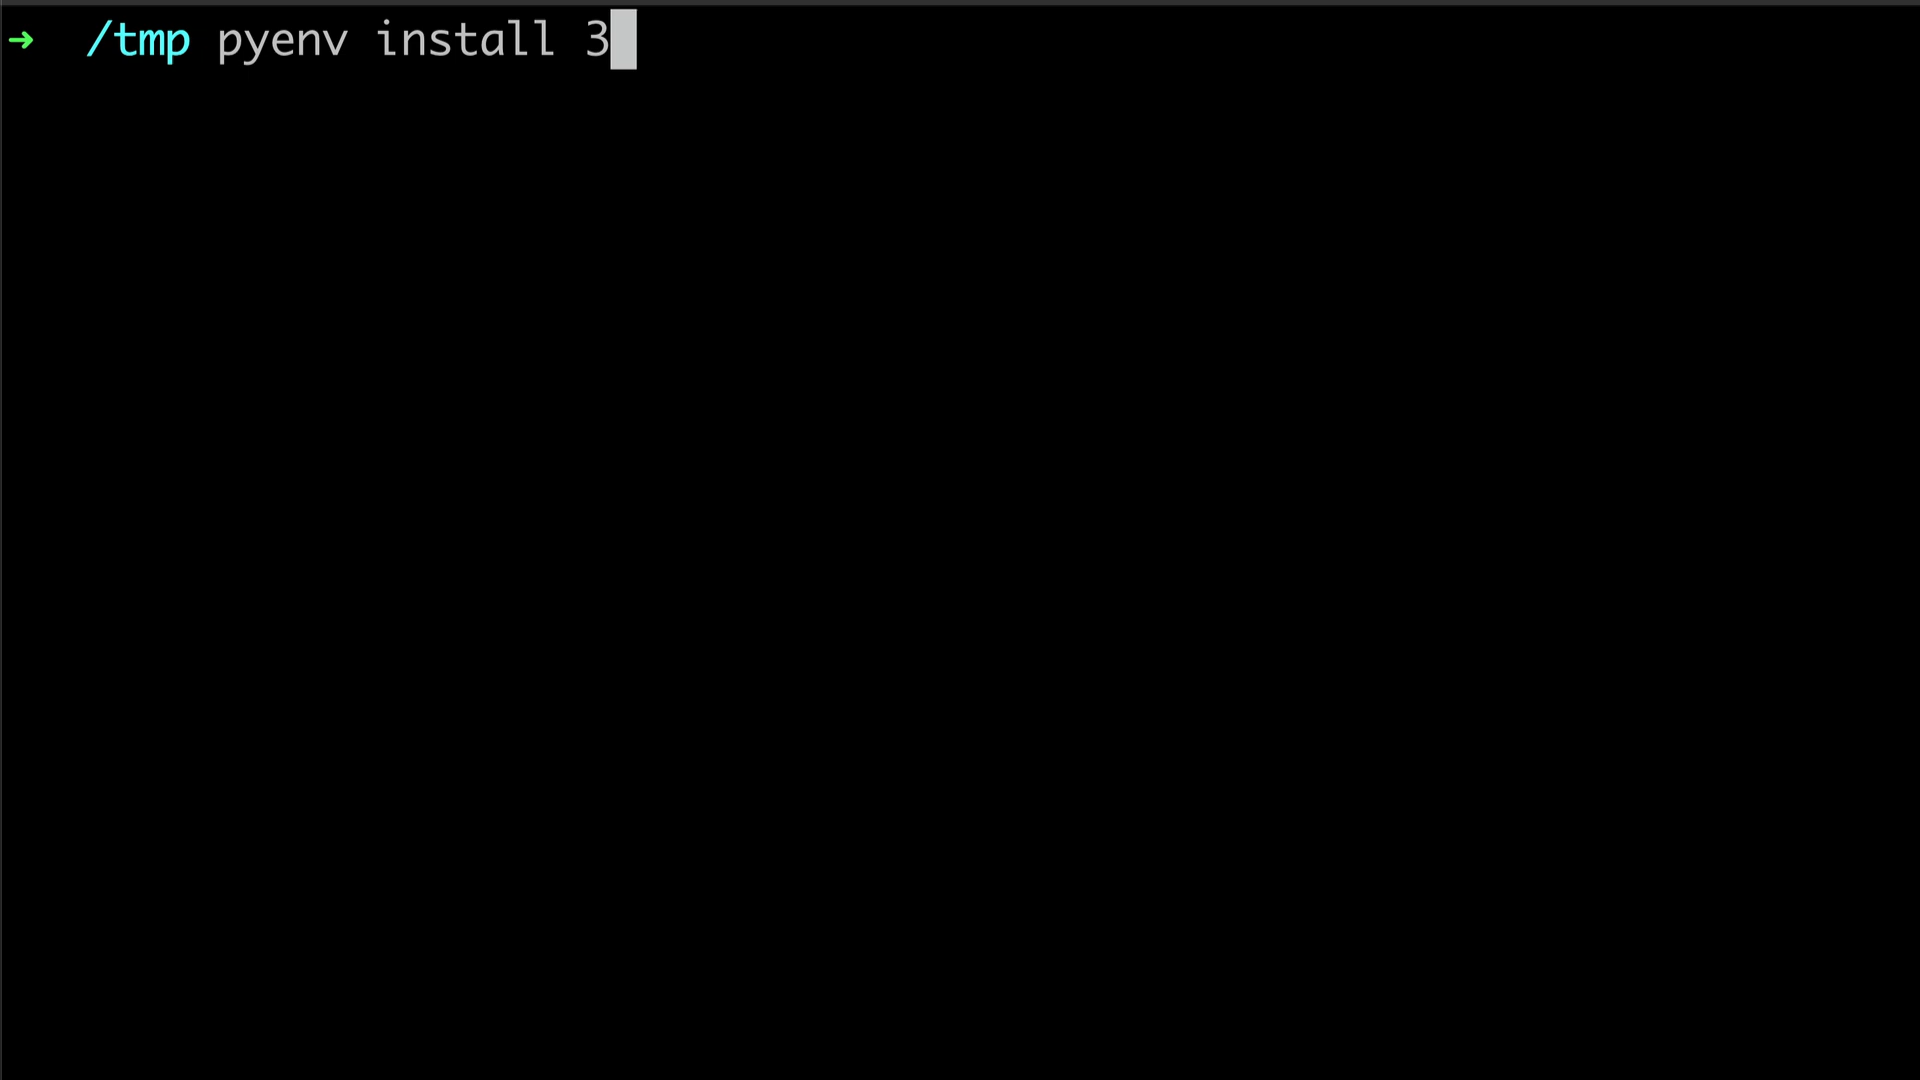 ➜  /tmp pyenv install 3